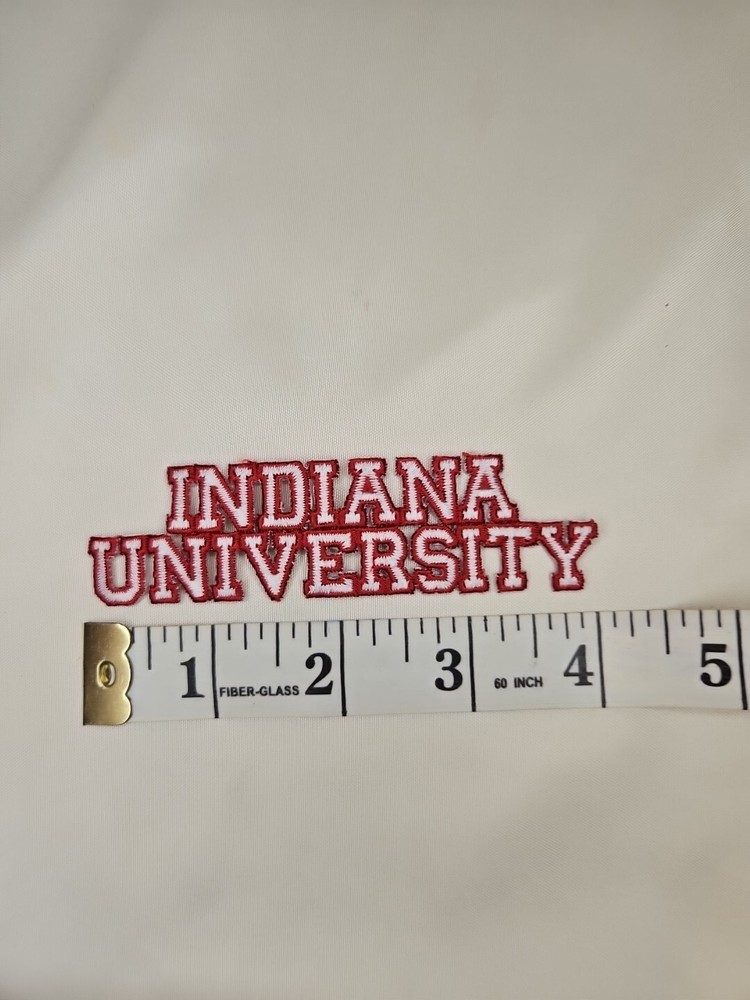 INDIANA
UNIVERSITY
1 FIBER-GLASS 2 3 60 INCH 4 5